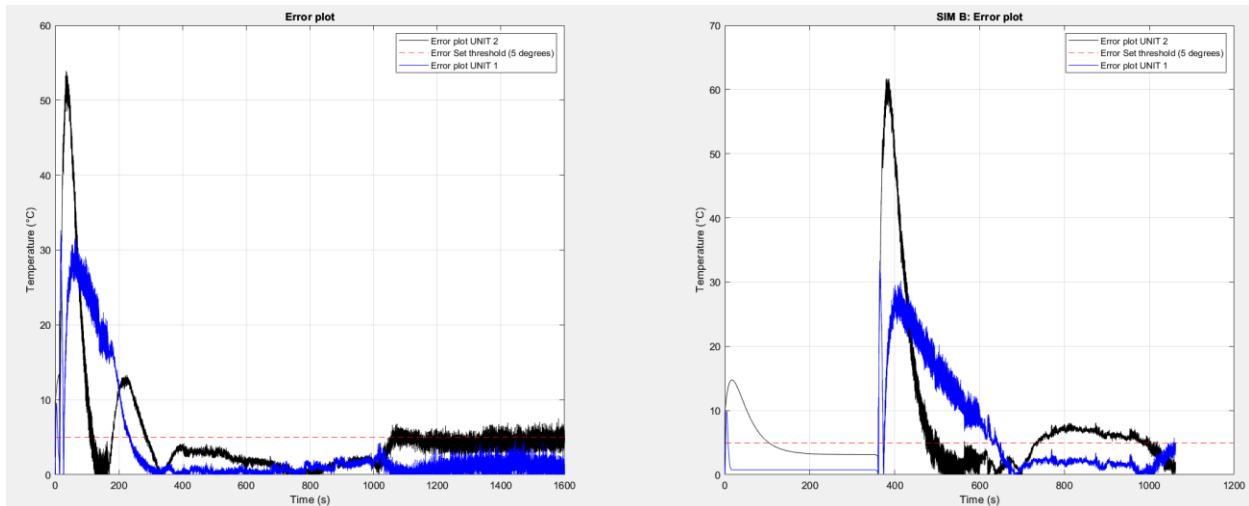 Error plot
60
50
40
30
20
10
0
Temperature (°C)
0 200 400 600 800 1000 1200 1400 1600
Time (s)
Error plot UNIT 2
Error Set threshold (5 degrees)
Error plot UNIT 1
SIM B: Error plot
70
60
50
40
30
20
10
0
Temperature (°C)
0 200 400 600 800 1000 1200
Time (s)
Error plot UNIT 2
Error Set threshold (5 degrees)
Error plot UNIT 1